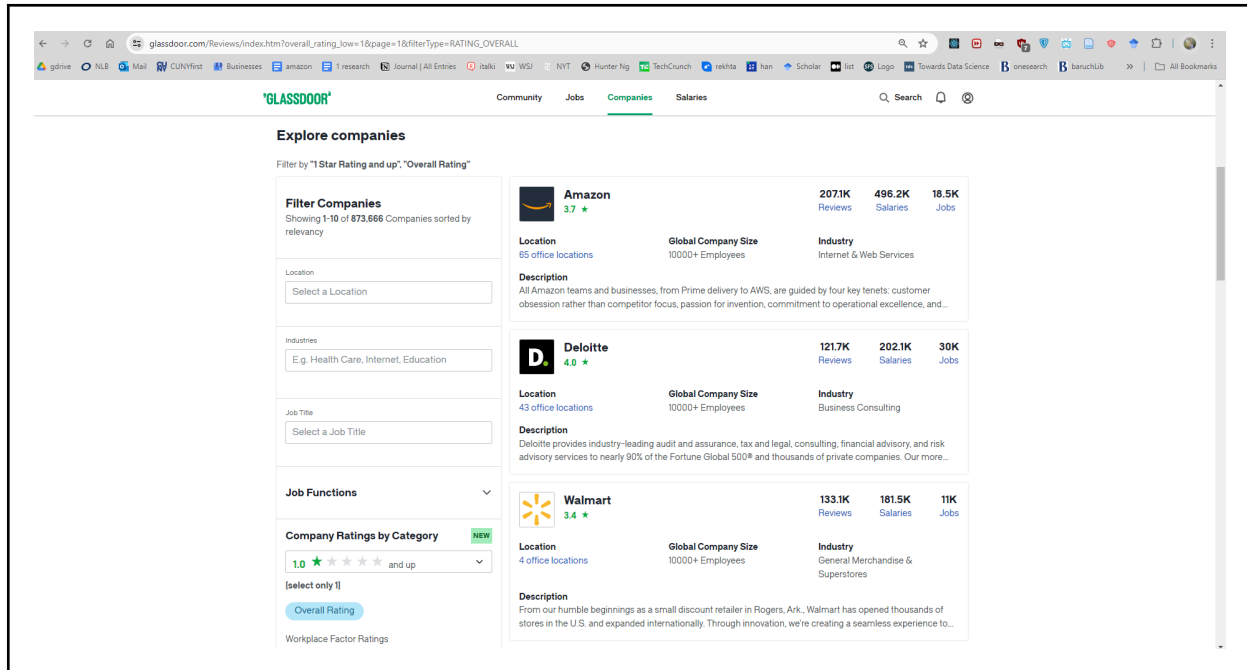 glassdoor.com/Reviews/index.htm?overall_rating_low=1&page=1&filterType=RATING_OVERALL
gdrive NLB Mail CUNYfirst Businesses amazon 1 research Journal | All Entries italki WSJ NYT Hunter Ng TechCrunch rekhta han Scholar list Logo Towards Data Science onesearch baruchLib » All Bookmarks
GLASSDOOR
Community Jobs Companies Salaries Search
Explore companies
Filter by "1 Star Rating and up", "Overall Rating"
Filter Companies
Showing 1-10 of 873,666 Companies sorted by
relevancy
Location
Select a Location
Industries
E.g. Health Care, Internet, Education
Job Title
Select a Job Title
Job Functions
Company Ratings by Category NEW
1.0 and up
[select only 1]
Overall Rating
Workplace Factor Ratings
Amazon 207.1K 496.2K 18.5K
3.7 ★ Reviews Salaries Jobs
Location Global Company Size Industry
65 office locations 10000+ Employees Internet & Web Services
Description
All Amazon teams and businesses, from Prime delivery to AWS, are guided by four key tenets: customer
obsession rather than competitor focus, passion for invention, commitment to operational excellence, and...
D. Deloitte 121.7K 202.1K 30K
4.0 ★ Reviews Salaries Jobs
Location Global Company Size Industry
43 office locations 10000+ Employees Business Consulting
Description
Deloitte provides industry-leading audit and assurance, tax and legal, consulting, financial advisory, and risk
advisory services to nearly 90% of the Fortune Global 500® and thousands of private companies. Our more...
Walmart 133.1K 181.5K 11K
3.4 ★ Reviews Salaries Jobs
Location Global Company Size Industry
4 office locations 10000+ Employees General Merchandise &
Superstores
Description
From our humble beginnings as a small discount retailer in Rogers, Ark., Walmart has opened thousands of
stores in the U.S. and expanded internationally. Through innovation, we're creating a seamless experience to...